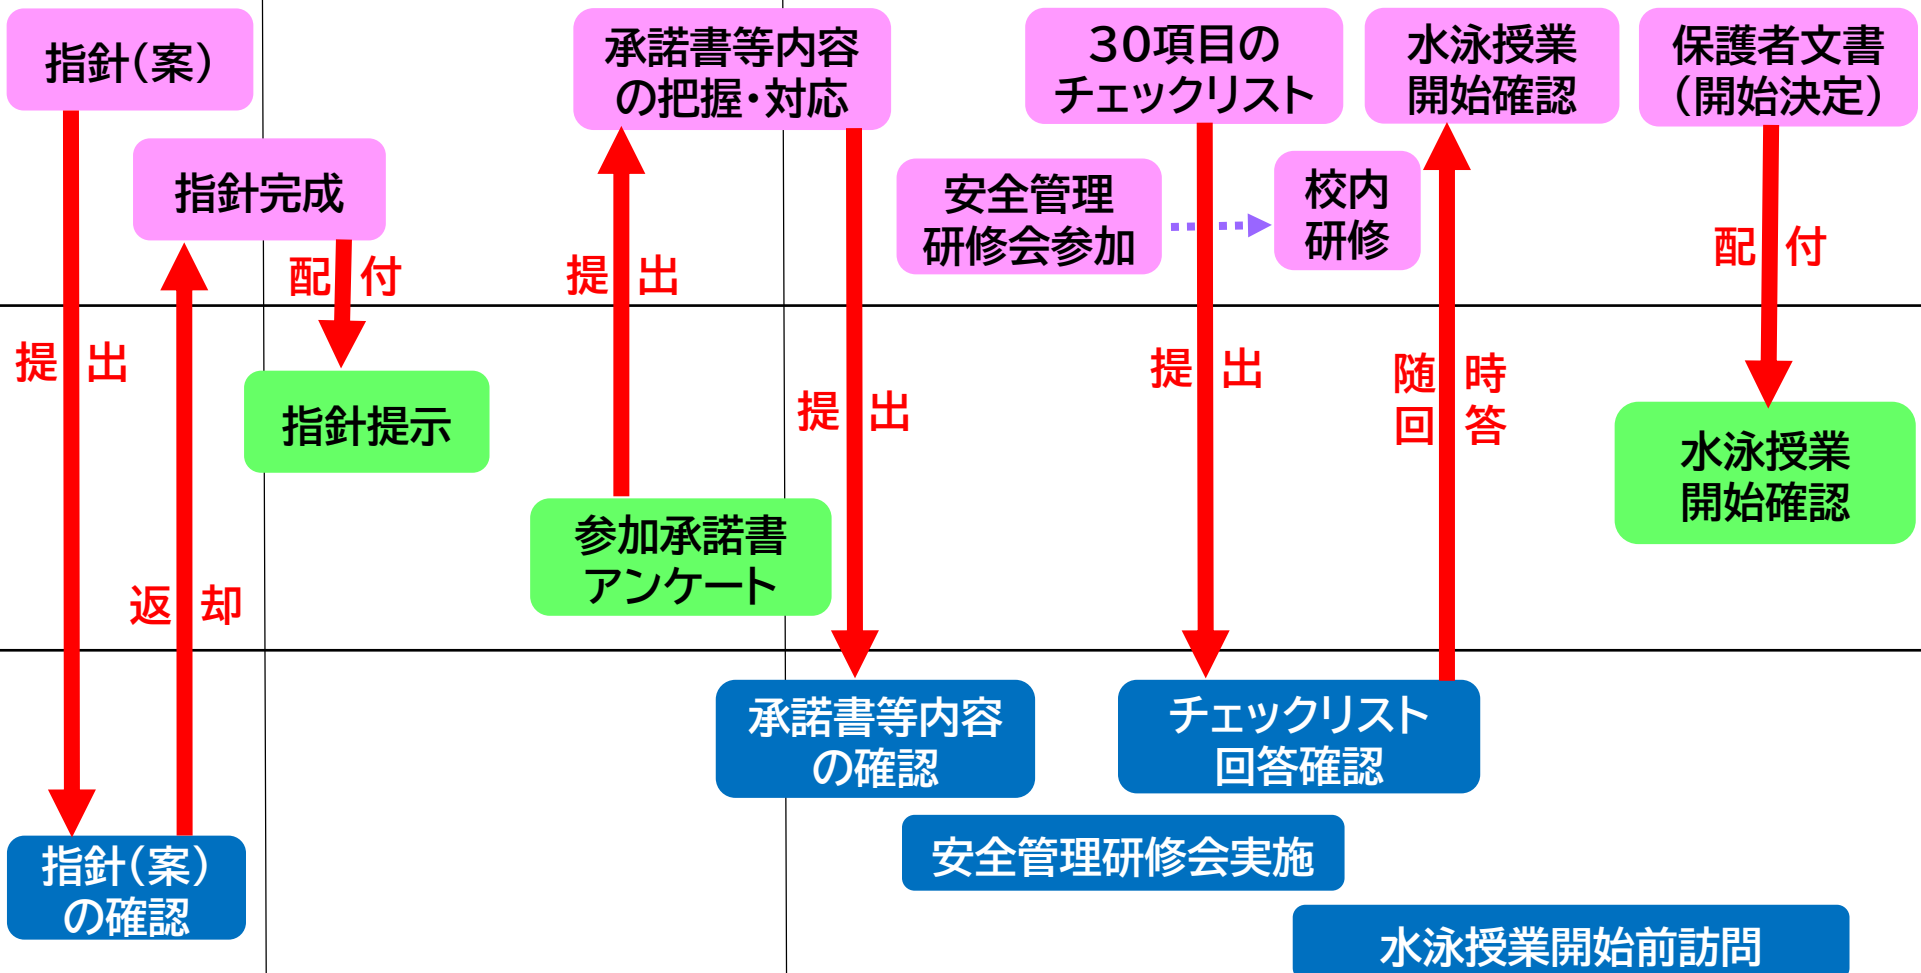 指針(案)
承諾書等内容
の把握・対応
30項目の
チェックリスト
水泳授業
開始確認
保護者文書
(開始決定)
指針完成
安全管理
研修会参加
校内
研修
配付
提出
配付
提出
提出
提出
随時
回答
指針提示
水泳授業
開始確認
参加承諾書
アンケート
返却
承諾書等内容
の確認
チェックリスト
回答確認
安全管理研修会実施
指針(案)
の確認
水泳授業開始前訪問